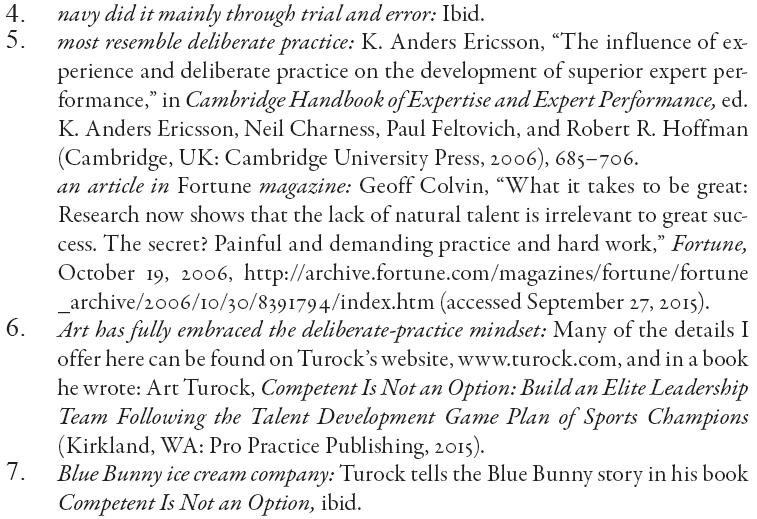 4. navy did it mainly through trial and error: Ibid.
5. most resemble deliberate practice: K. Anders Ericsson, “The influence of ex-
perience and deliberate practice on the development of superior expert per-
formance,” in Cambridge Handbook of Expertise and Expert Performance, ed.
K. Anders Ericsson, Neil Charness, Paul Feltovich, and Robert R. Hoffman
(Cambridge, UK: Cambridge University Press, 2006), 685–706.
an article in Fortune magazine: Geoff Colvin, “What it takes to be great:
Research now shows that the lack of natural talent is irrelevant to great suc-
cess. The secret? Painful and demanding practice and hard work,” Fortune,
October 19, 2006, http://archive.fortune.com/magazines/fortune/fortune
_archive/2006/10/30/8391794/index.htm (accessed September 27, 2015).
6. Art has fully embraced the deliberate-practice mindset: Many of the details I
offer here can be found on Turock’s website, www.turock.com, and in a book
he wrote: Art Turock, Competent Is Not an Option: Build an Elite Leadership
Team Following the Talent Development Game Plan of Sports Champions
(Kirkland, WA: Pro Practice Publishing, 2015).
7. Blue Bunny ice cream company: Turock tells the Blue Bunny story in his book
Competent Is Not an Option, ibid.